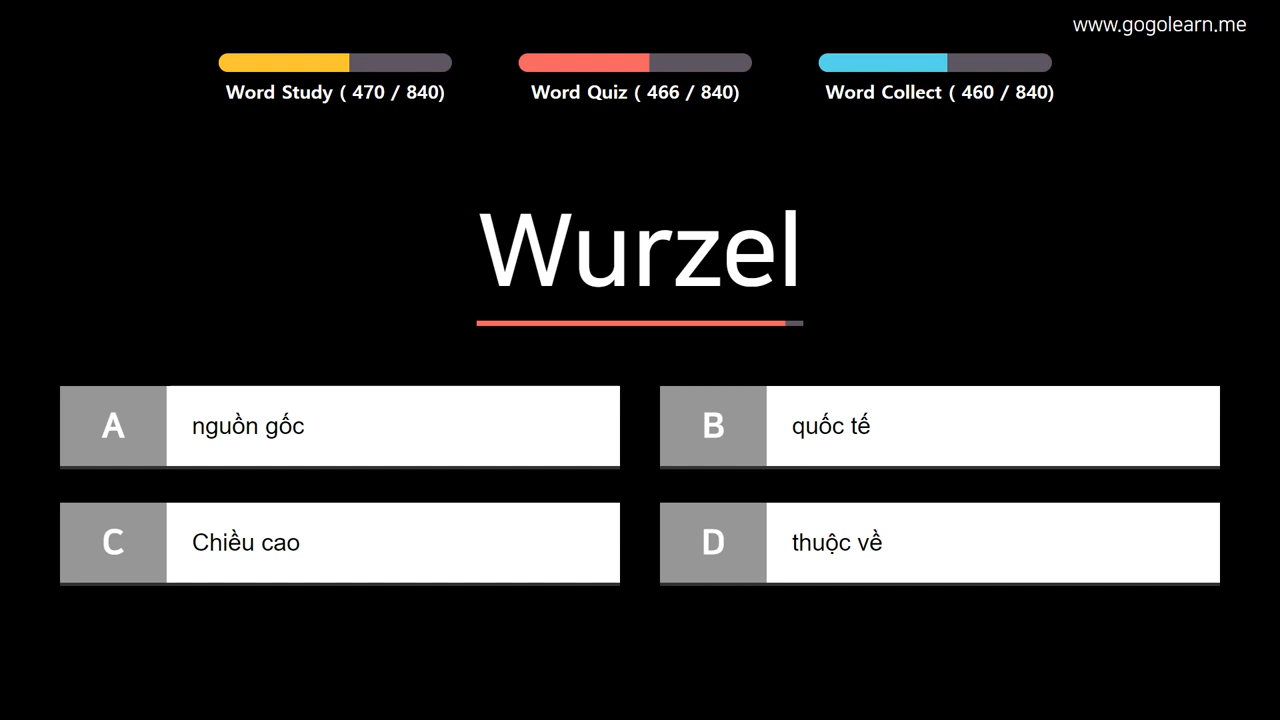 www.gogolearn.me
Word Study ( 470 / 840)
Word Quiz ( 466 / 840)
Word Collect ( 460 / 840)
Wurzel
A nguồn gốc
B quốc tế
C Chiều cao
D thuộc về